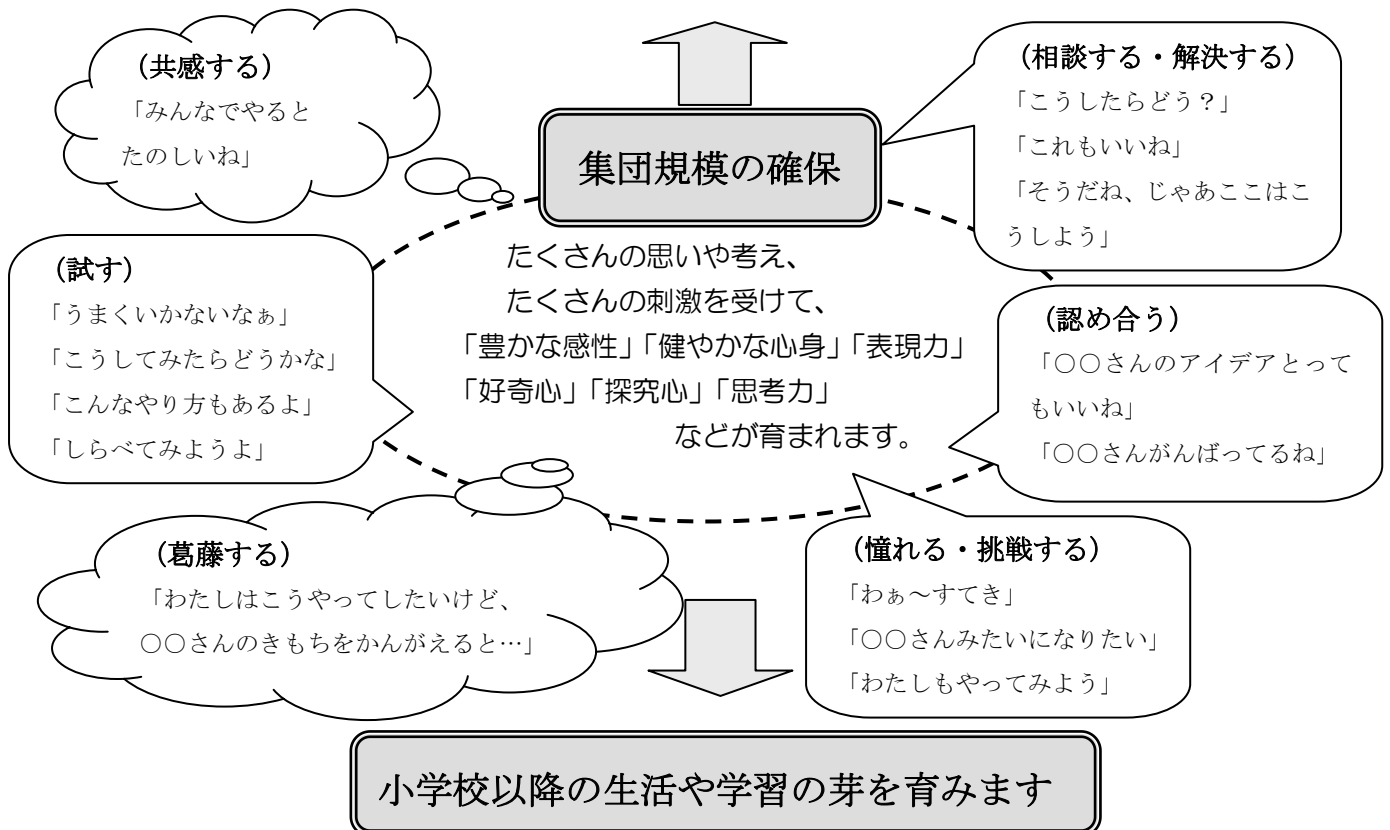 (共感する)
「みんなでやると
たのしいね」
集団規模の確保
(相談する・解決する)
「こうしたらどう？」
「これもいいね」
「そうだね、じゃあここはこ
うしよう」
(試す)
「うまくいかないなぁ」
「こうしてみたらどうかな」
「こんなやり方もあるよ」
「しらべてみようよ」
たくさんの思いや考え、
たくさんの刺激を受けて、
「豊かな感性」「健やかな心身」「表現力」
「好奇心」「探究心」「思考力」
などが育まれます。
(認め合う)
「○○さんのアイデアとって
もいいね」
「○○さんがんばってるね」
(葛藤する)
「わたしはこうやってしたいけど、
○○さんのきもちをかんがえると…」
(憧れる・挑戦する)
「わぁ～すてき」
「○○さんみたいになりたい」
「わたしもやってみよう」
小学校以降の生活や学習の芽を育みます